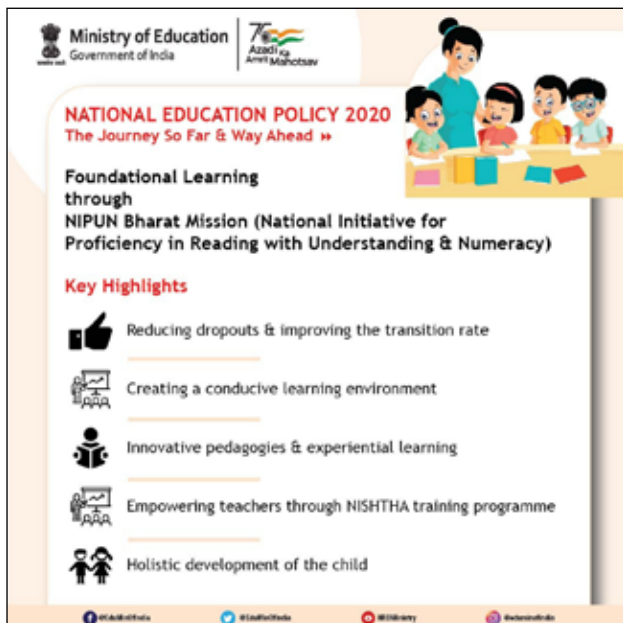 Ministry of Education
Government of India
Azadi Ka
Amrit Mahotsav
NATIONAL EDUCATION POLICY 2020
The Journey So Far & Way Ahead »
Foundational Learning
through
NIPUN Bharat Mission (National Initiative for
Proficiency in Reading with Understanding & Numeracy)
Key Highlights
Reducing dropouts & improving the transition rate
Creating a conducive learning environment
Innovative pedagogies & experiential learning
Empowering teachers through NISHTHA training programme
Holistic development of the child